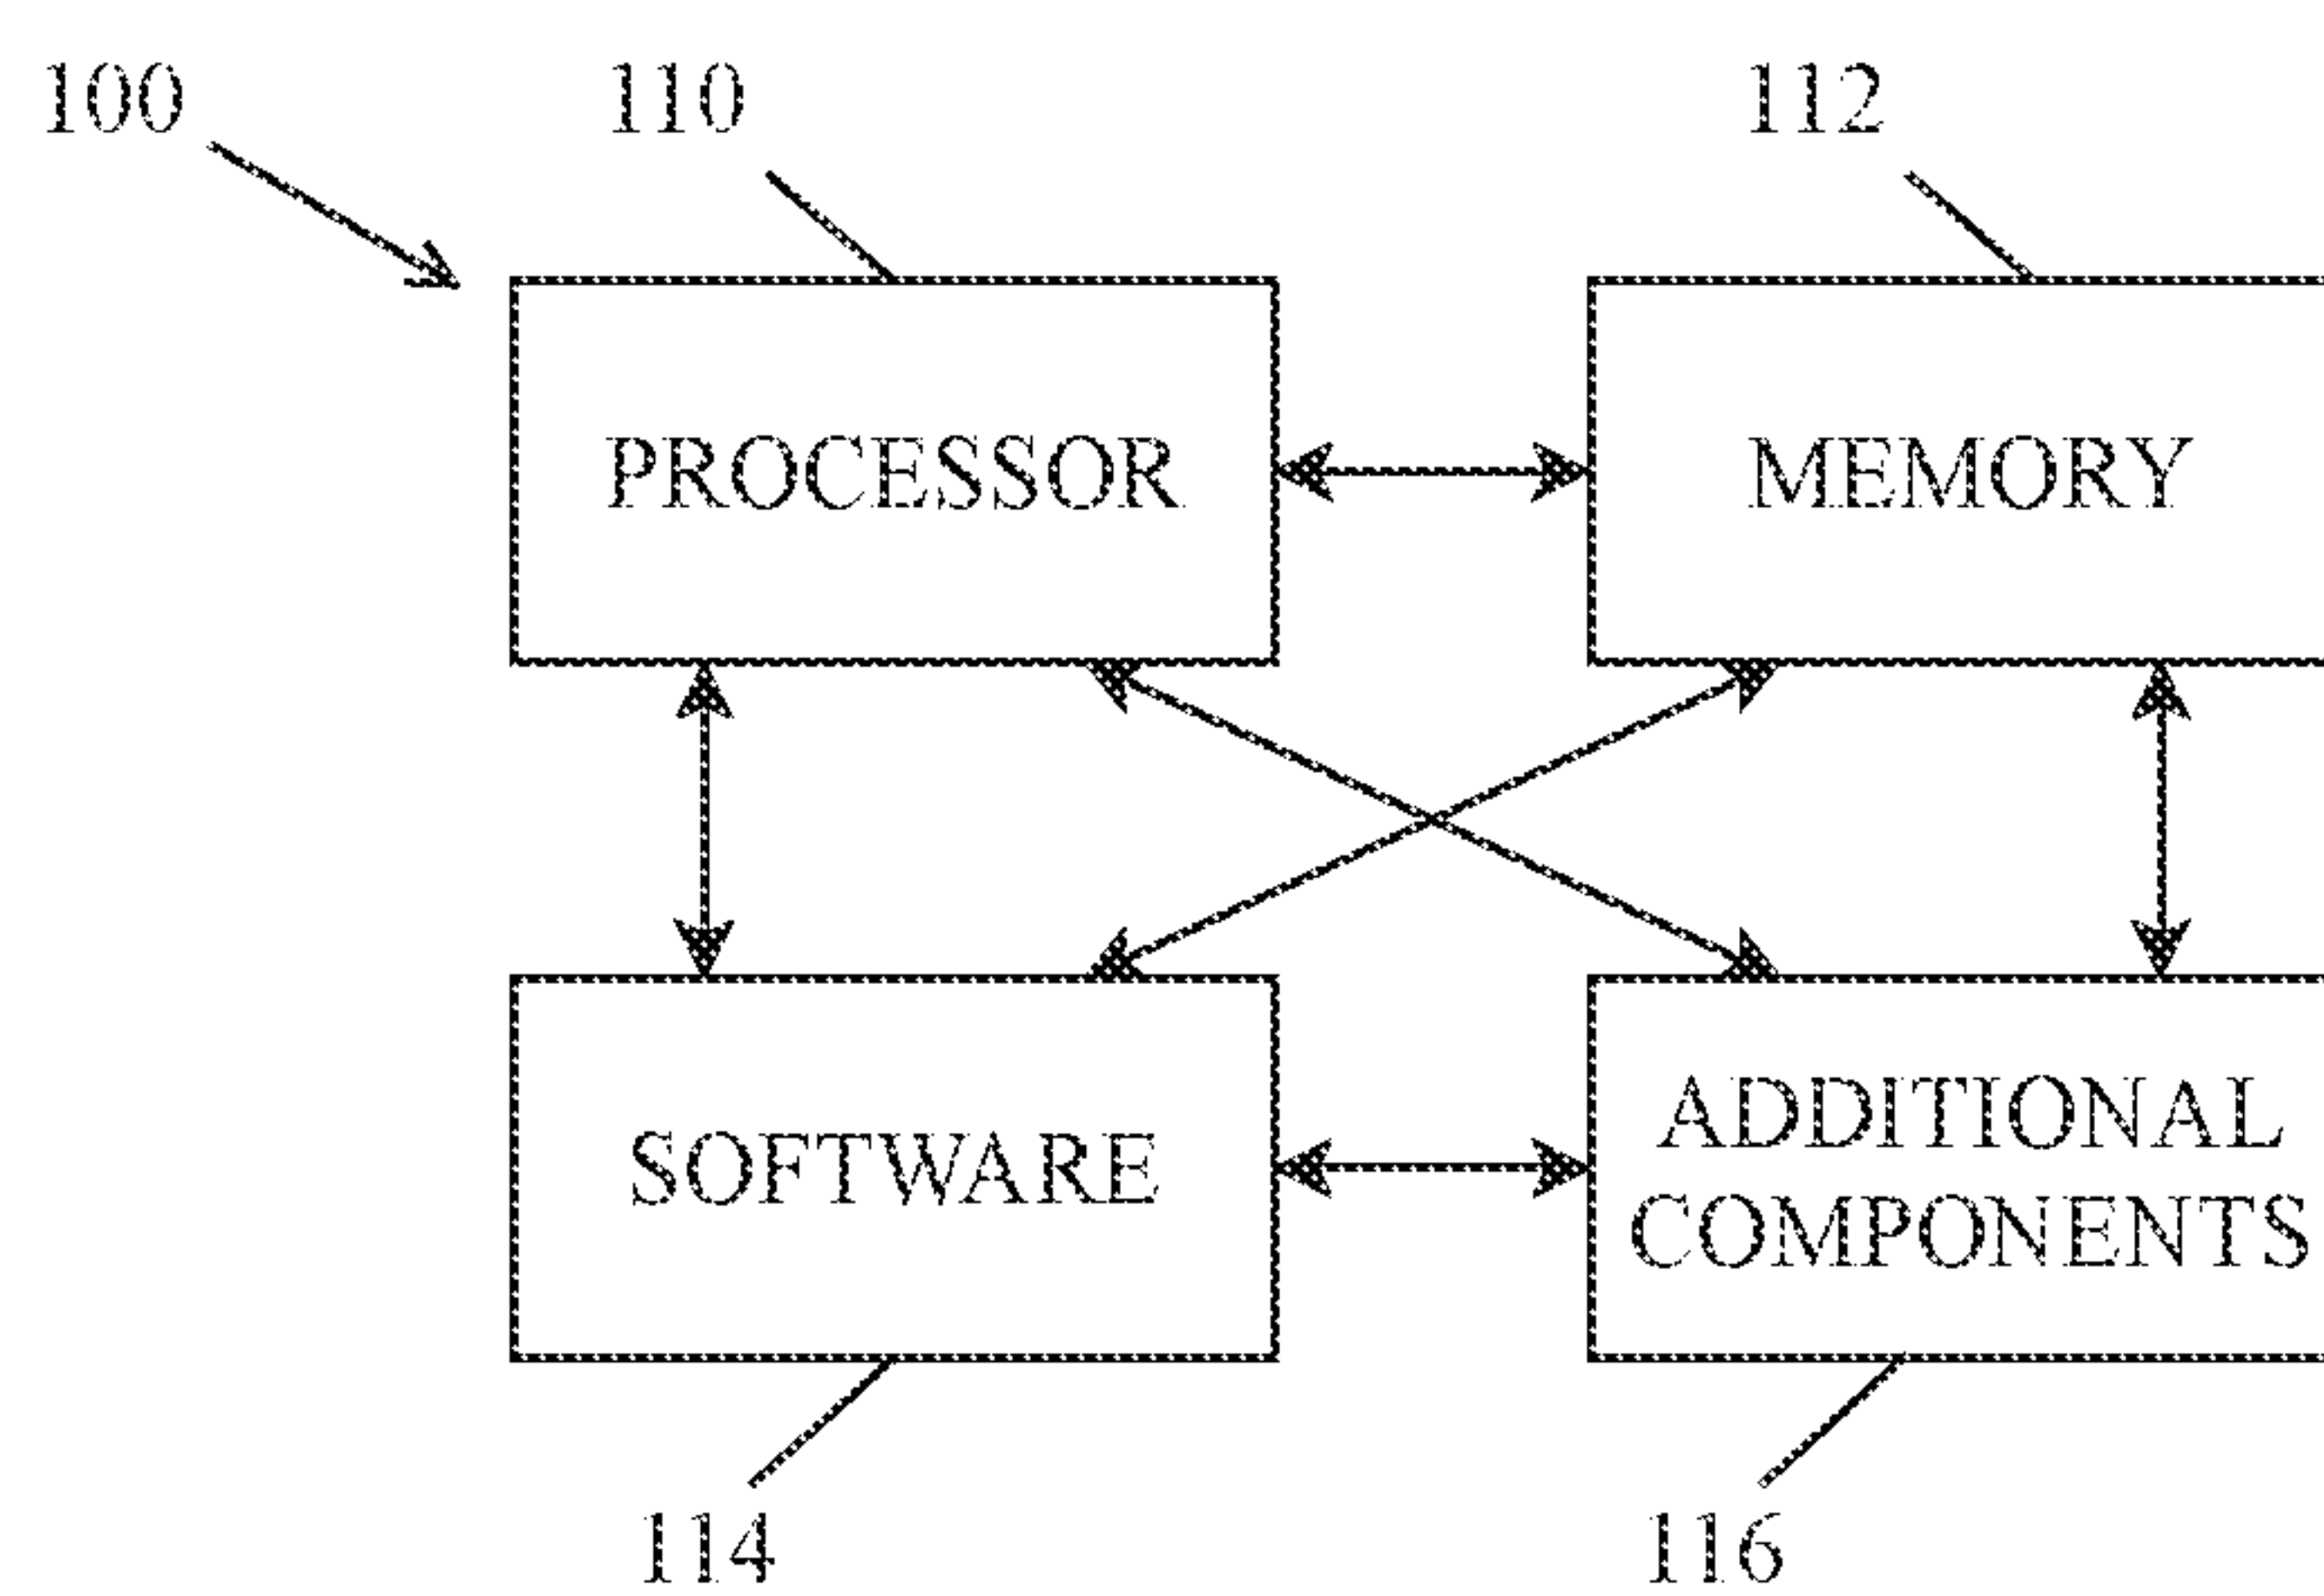 100
110
112
PROCESSOR
MEMORY
SOFTWARE
ADDITIONAL
COMPONENTS
114
116